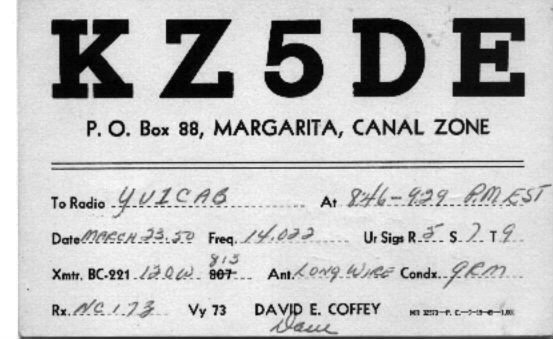 KZ5DE
P. O. Box 88, MARGARITA, CANAL ZONE
To Radio YU1CAB At 846-929 P.M EST
Date MARCH 23.50 Freq. 14.022 Ur Sigs R 5 S 7 T 9
813
Xmtr. BC-221 120W 807 Ant. LONG WIRE Condx. QRM
Rx. NC 173 Vy 73 DAVID E. COFFEY
Dave